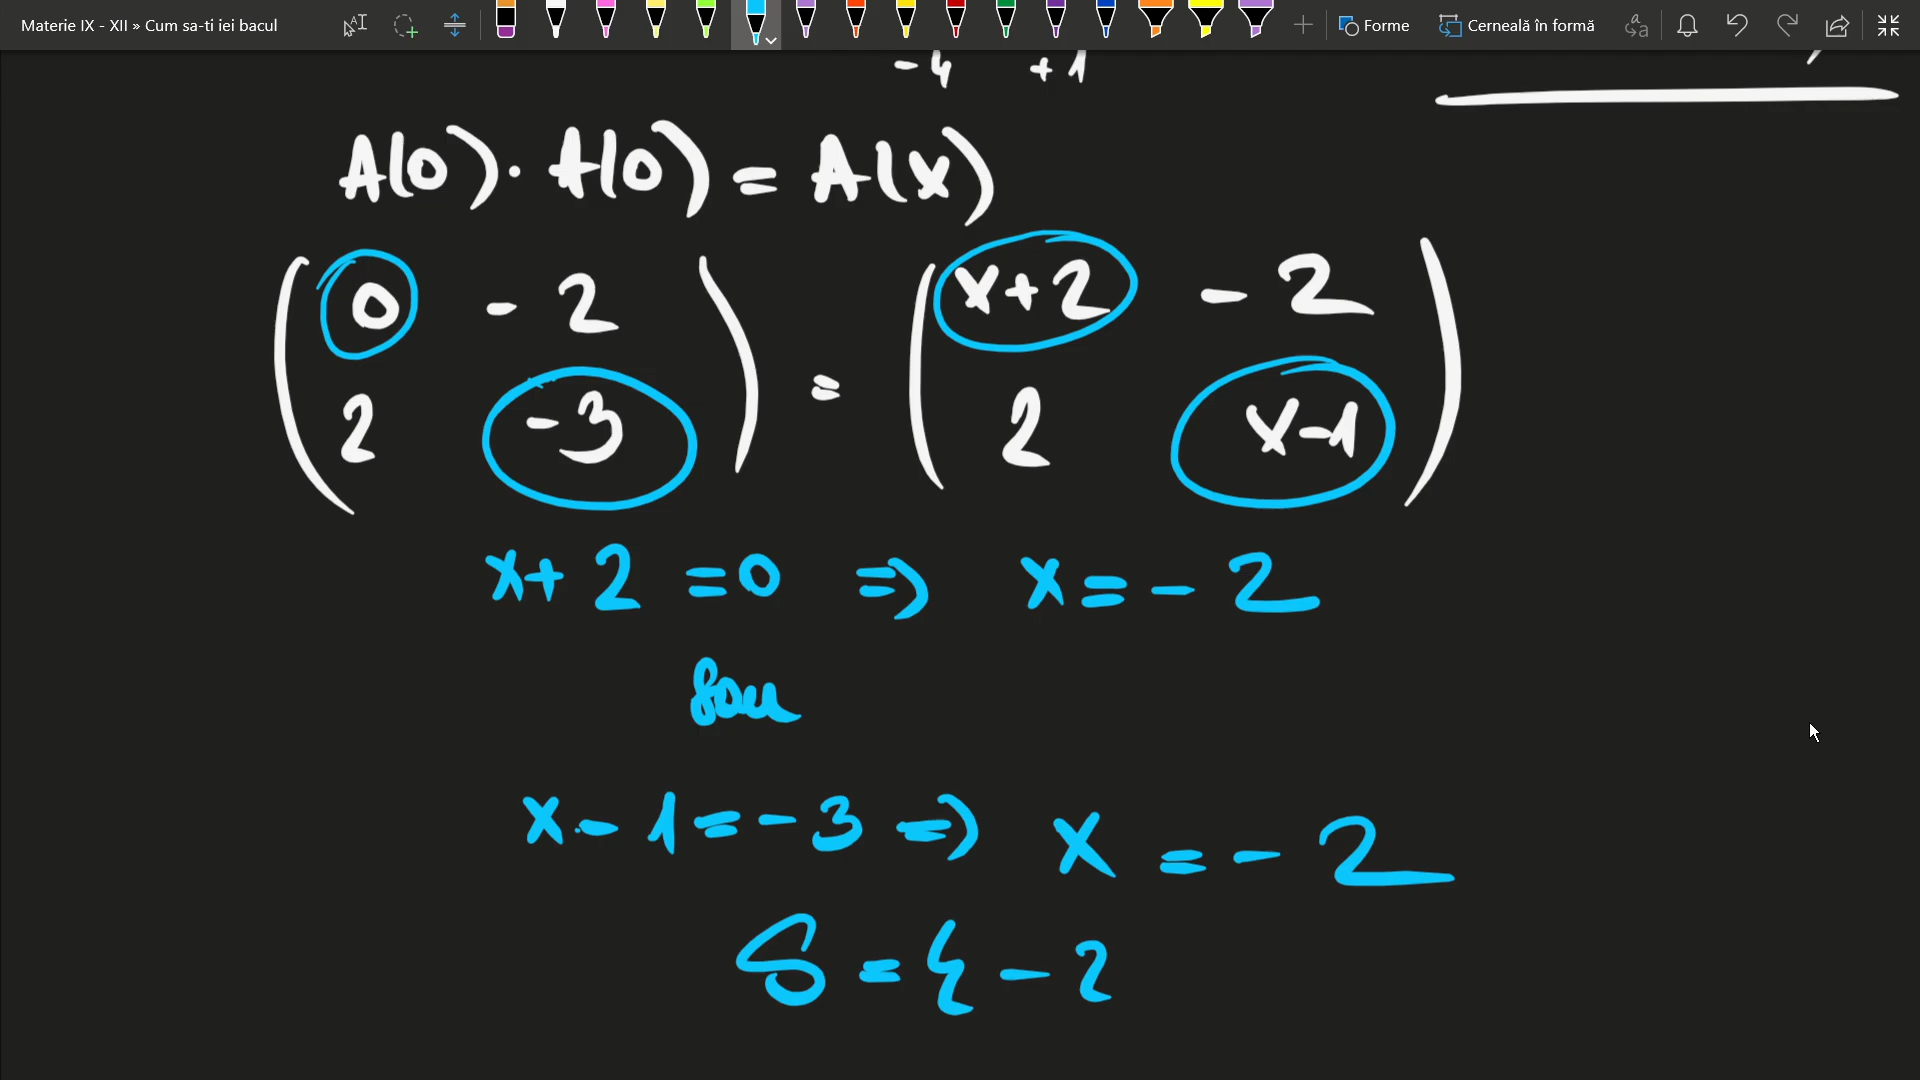 Materie IX - XII » Cum sa-ti iei bacul
Forme
Cerneală în formă
- 4 + 1
A(0) · A(0) = A(x)
( 0 - 2 ) = ( x+2 - 2 )
( 2 -3 ) ( 2 x-1 )
x + 2 = 0 => x = - 2
sau
x - 1 = - 3 => x = - 2
S = { - 2